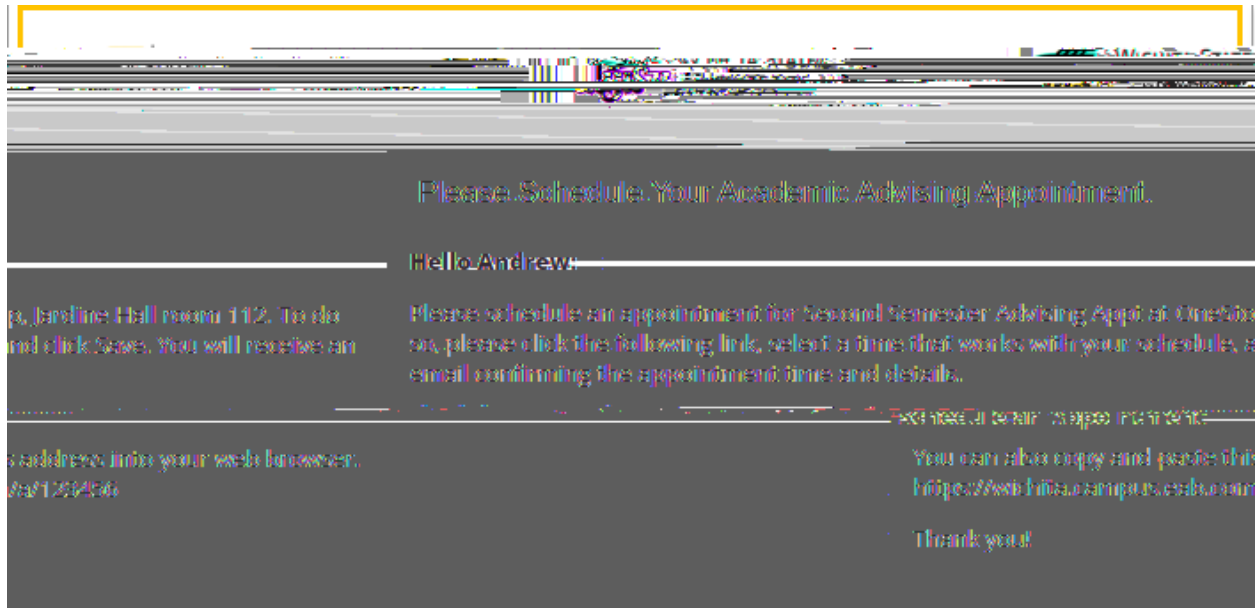 Please Schedule Your Academic Advising Appointment.
Hello Andrew:
Please schedule an appointment for Second Semester Advising Appt at OneStop, Jardine Hall room 112. To do
so, please click the following link, select a time that works with your schedule, and click Save. You will receive an
email confirming the appointment time and details.
Schedule an
You can also copy and paste this address into your web browser.
https://wichita.campus.eab.com/a/123456
Thank you!